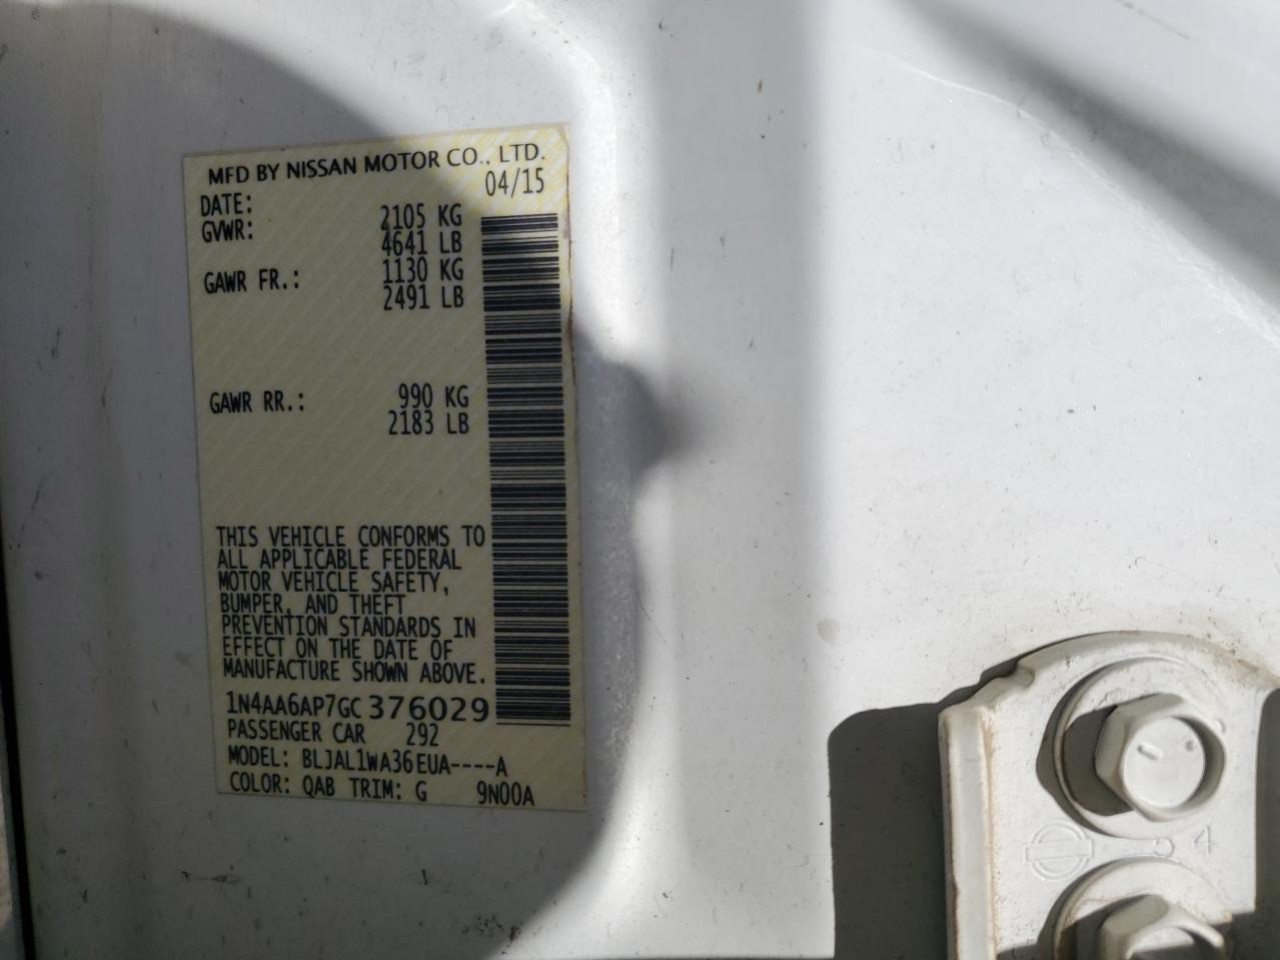 MFD BY NISSAN MOTOR CO., LTD.
DATE: 04/15
GVWR: 2105 KG
4641 LB
GAWR FR.: 1130 KG
2491 LB
GAWR RR.: 990 KG
2183 LB
THIS VEHICLE CONFORMS TO
ALL APPLICABLE FEDERAL
MOTOR VEHICLE SAFETY,
BUMPER, AND THEFT
PREVENTION STANDARDS IN
EFFECT ON THE DATE OF
MANUFACTURE SHOWN ABOVE.
1N4AA6AP7GC376029
PASSENGER CAR 292
MODEL: BLJAL1WA36EUA----A
COLOR: QAB TRIM: G 9N00A
54